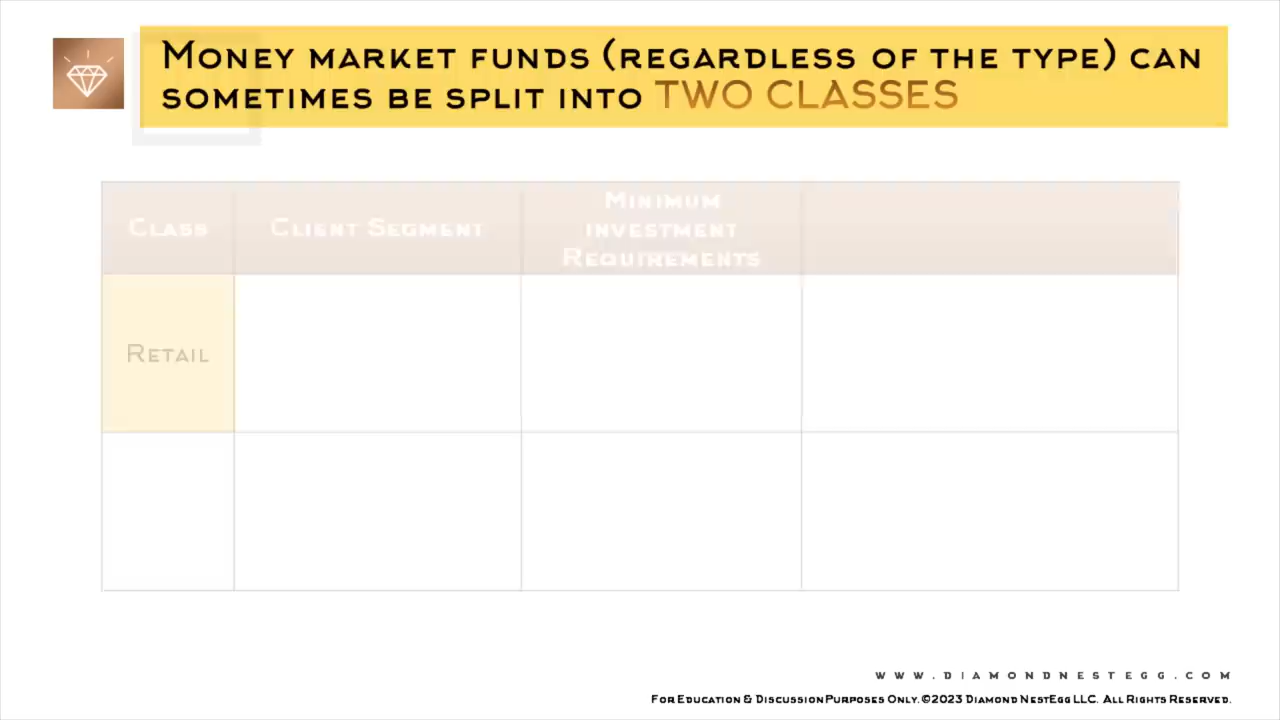 Money market funds (regardless of the type) can
sometimes be split into TWO CLASSES
Class
Client Segment
Minimum
investment
Requirements
Retail
WWW.DIAMONDNESTEGG.COM
For Education & Discussion Purposes Only. ©2023 Diamond NestEgg LLC. All Rights Reserved.